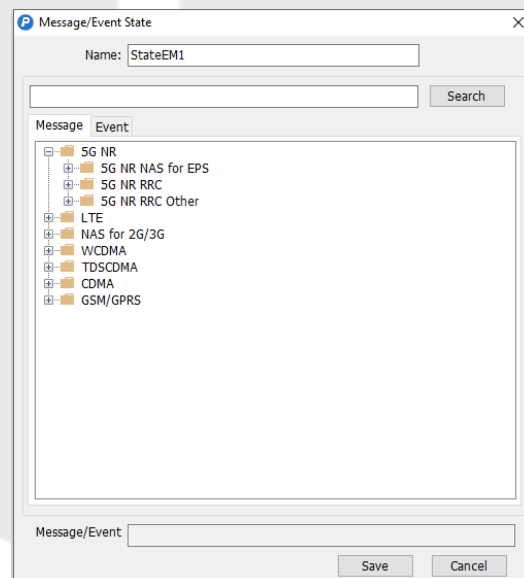 P Message/Event State
Name: StateEM1
Search
Message Event
5G NR
5G NR NAS for EPS
5G NR RRC
5G NR RRC Other
LTE
NAS for 2G/3G
WCDMA
TDSCDMA
CDMA
GSM/GPRS
Message/Event
Save Cancel